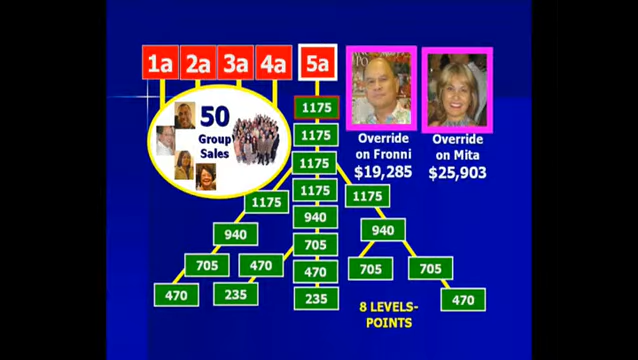 1a 2a 3a 4a 5a
50
Group
Sales
Override
on Fronni
$19,285
Override
on Mita
$25,903
1175
1175
1175
1175
1175 1175
940
940 940
705
705 470 705 705
470
470 235 235 470
8 LEVELS-
POINTS